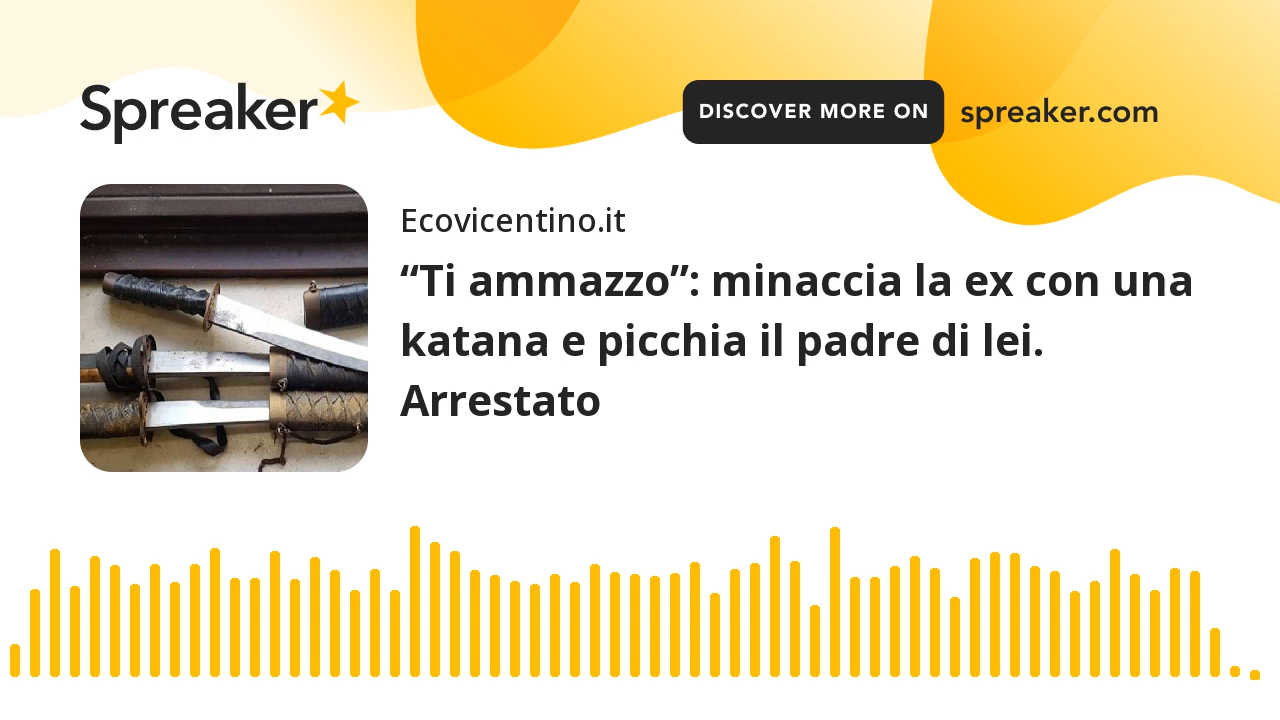 Spreaker
DISCOVER MORE ON
spreaker.com
Ecovicentino.it
“Ti ammazzo”: minaccia la ex con una
katana e picchia il padre di lei.
Arrestato